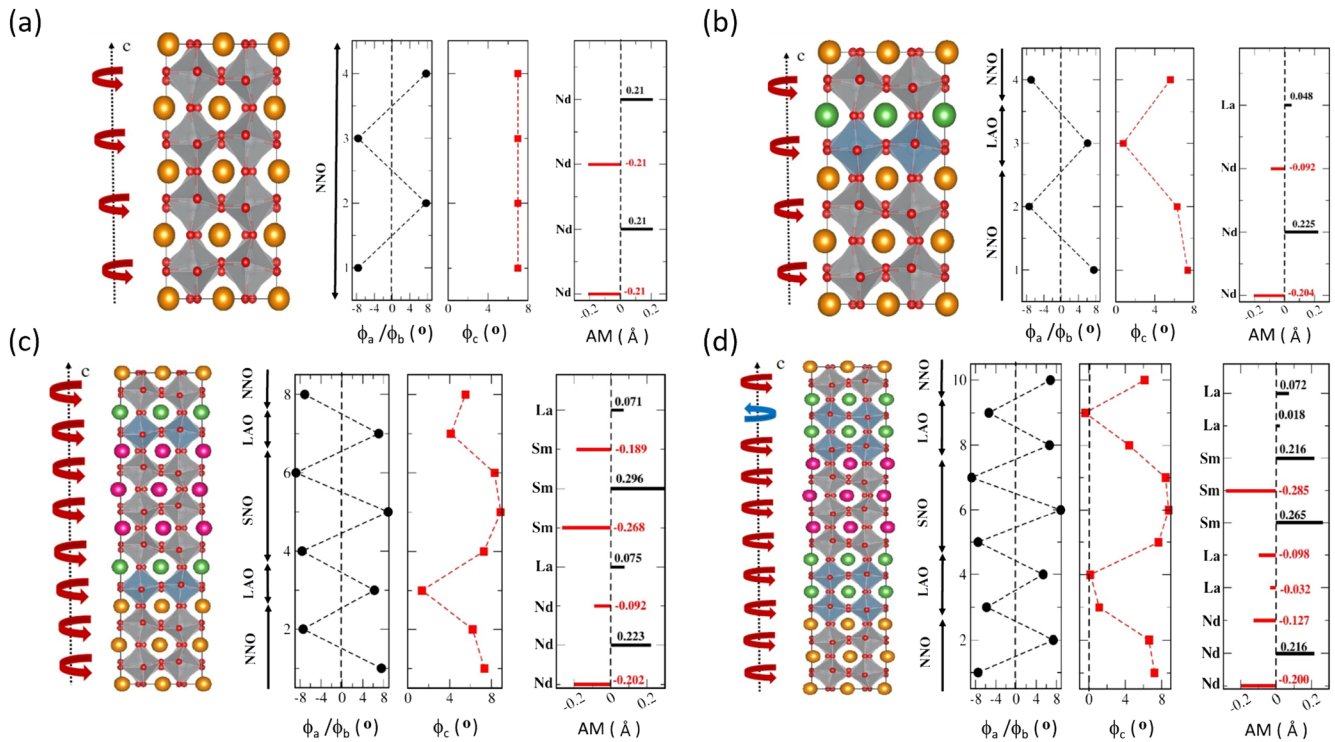 (a)
c
NNO
4
3
2
1
-8 -4 0 4 8
ϕa /ϕb (º)
0 4 8
ϕc (º)
Nd 0.21
Nd -0.21
Nd 0.21
Nd -0.21
-0.2 0 0.2
AM ( Å )
(b)
c
NNO
LAO
NNO
4
3
2
1
-8 -4 0 4 8
ϕa /ϕb (º)
0 4 8
ϕc (º)
La 0.048
Nd -0.092
Nd 0.225
Nd -0.204
-0.2 0 0.2
AM ( Å )
(c)
c
NNO
LAO
SNO
LAO
NNO
8
6
4
2
-8 -4 0 4 8
ϕa /ϕb (º)
0 4 8
ϕc (º)
La 0.071
Sm -0.189
Sm 0.296
Sm -0.268
La 0.075
Nd -0.092
Nd 0.223
Nd -0.202
-0.2 0 0.2
AM ( Å )
(d)
c
NNO
LAO
SNO
LAO
NNO
10
8
6
4
2
-8 -4 0 4 8
ϕa /ϕb (º)
0 4 8
ϕc (º)
La 0.072
La 0.018
Sm 0.216
Sm -0.285
Sm 0.265
La -0.098
La -0.032
Nd -0.127
Nd 0.216
Nd -0.200
-0.2 0 0.2
AM ( Å )